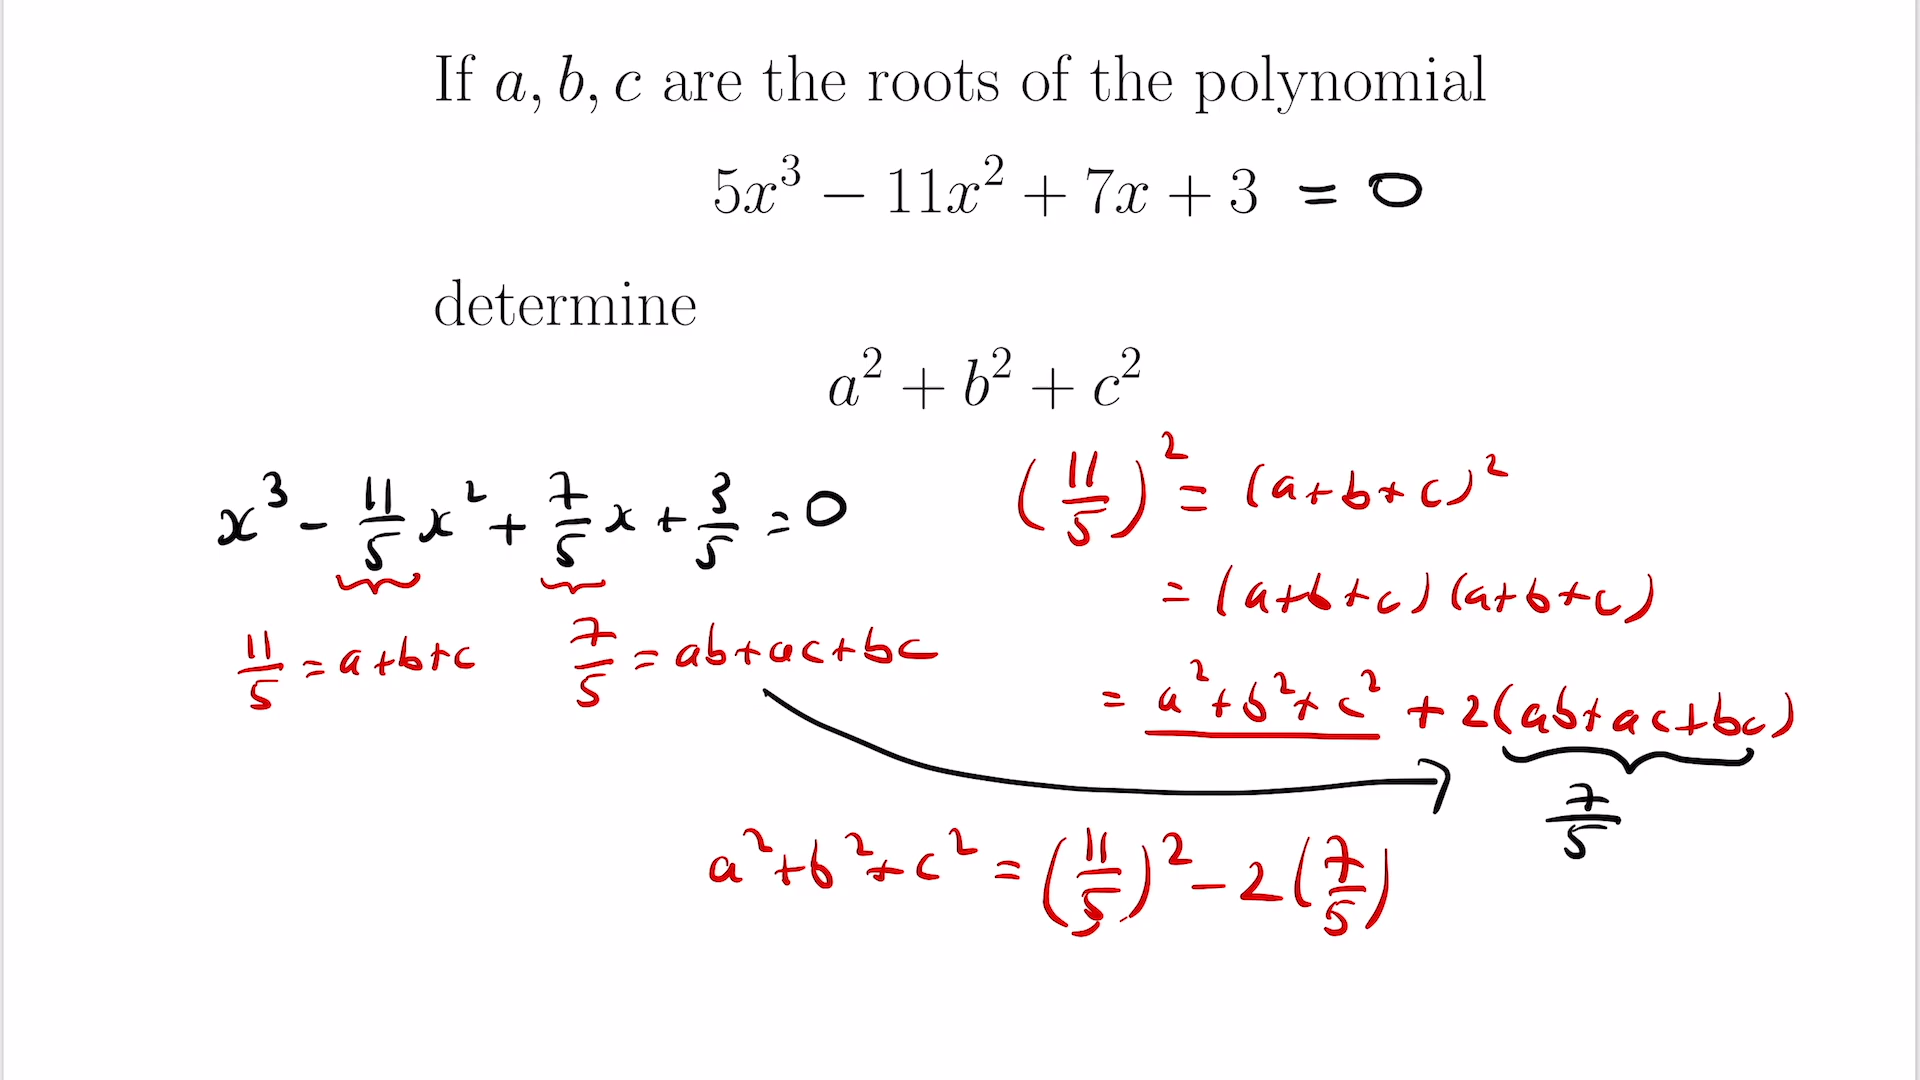 If a, b, c are the roots of the polynomial
5x³ − 11x² + 7x + 3 = 0
determine
a² + b² + c²
x³ − 11/5 x² + 7/5 x + 3/5 = 0
11/5 = a+b+c
7/5 = ab+ac+bc
(11/5)² = (a+b+c)²
= (a+b+c)(a+b+c)
= a²+b²+c² + 2(ab+ac+bc)
7/5
a²+b²+c² = (11/5)² − 2(7/5)